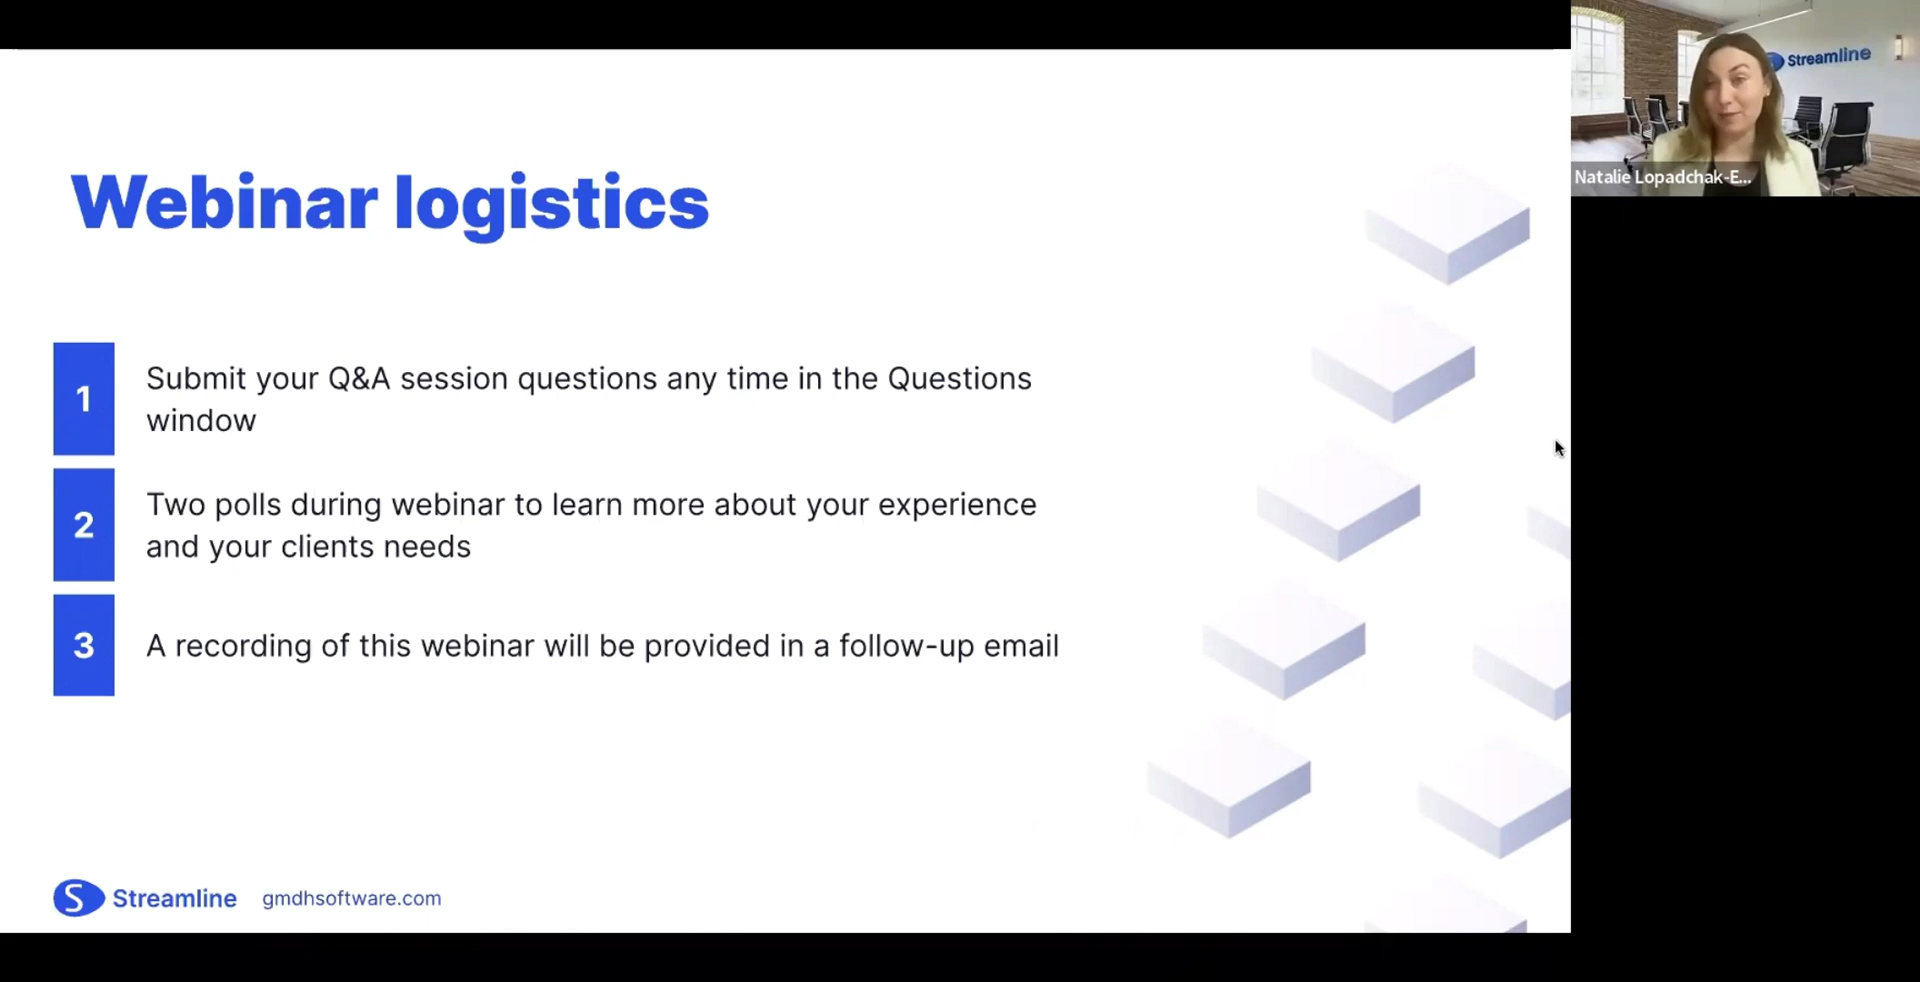 Streamline
Natalie Lopadchak-E...
Webinar logistics
1
Submit your Q&A session questions any time in the Questions
window
2
Two polls during webinar to learn more about your experience
and your clients needs
3
A recording of this webinar will be provided in a follow-up email
S Streamline gmdhsoftware.com